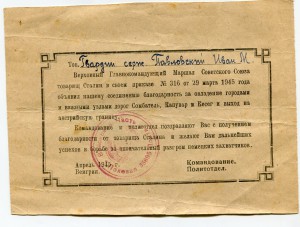 Тов. Гвардии серж. Павловский Иван М
Верховный Главнокомандующий Маршал Советского Союза
товарищ Сталин в своем приказе № 316 от 29 марта 1945 года
объявил нашему соединению благодарность за овладение городами
и важными узлами дорог Сомбатель, Капувар и Кесег и выход на
австрийскую границу.
Командование и политотдел поздравляют Вас с получением
благодарности от товарища Сталина и желают Вам дальнейших
успехов в борьбе за окончательный разгром немецких захватчиков.
Апрель 1945
Белград.
Командование,
Политотдел.